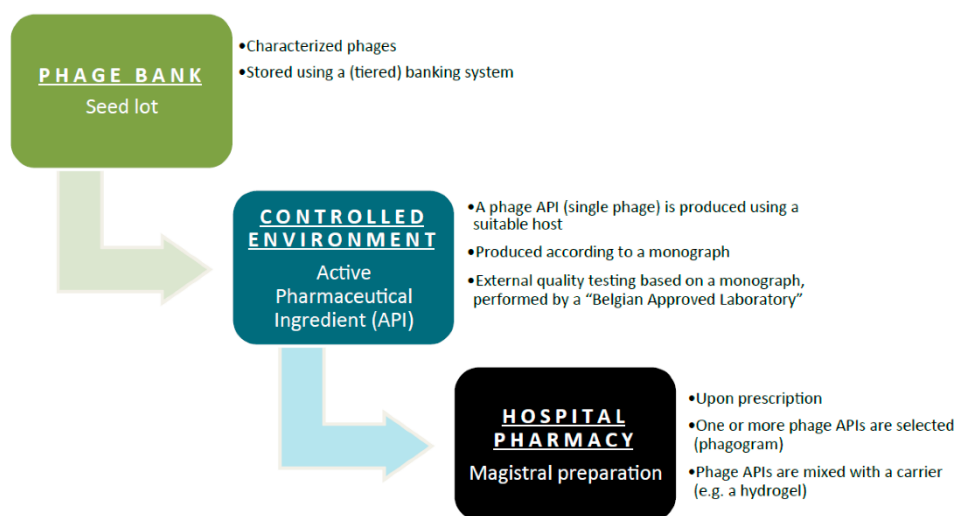 PHAGE BANK
Seed lot
•Characterized phages
•Stored using a (tiered) banking system
CONTROLLED
ENVIRONMENT
Active
Pharmaceutical
Ingredient (API)
•A phage API (single phage) is produced using a
suitable host
•Produced according to a monograph
•External quality testing based on a monograph,
performed by a “Belgian Approved Laboratory”
HOSPITAL
PHARMACY
Magistral preparation
•Upon prescription
•One or more phage APIs are selected
(phagogram)
•Phage APIs are mixed with a carrier
(e.g. a hydrogel)